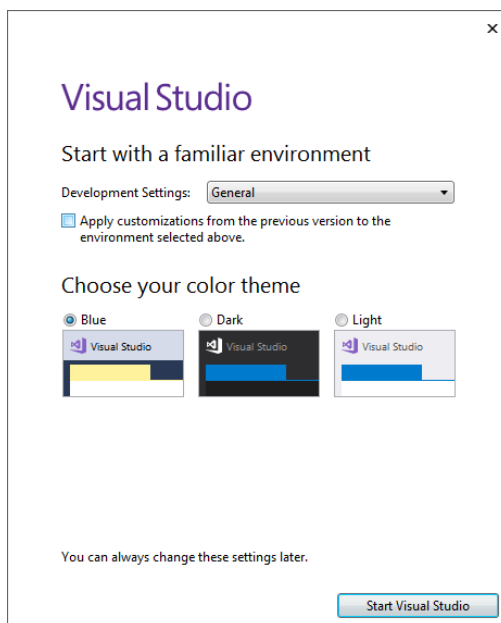 Visual Studio
Start with a familiar environment
Development Settings: General
Apply customizations from the previous version to the
environment selected above.
Choose your color theme
Blue Dark Light
Visual Studio Visual Studio Visual Studio
You can always change these settings later.
Start Visual Studio